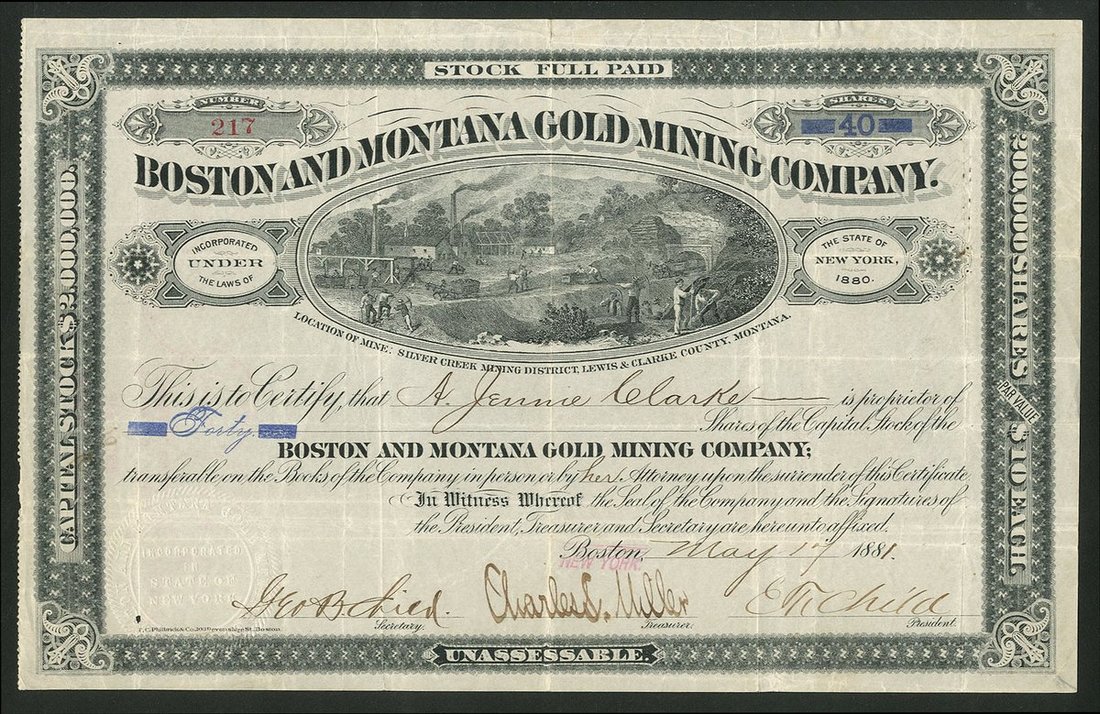 STOCK FULL PAID
NUMBER
217
SHARES
40
BOSTON AND MONTANA GOLD MINING COMPANY.
INCORPORATED
UNDER
THE LAWS OF
THE STATE OF
NEW YORK,
1880.
LOCATION OF MINE: SILVER CREEK MINING DISTRICT, LEWIS & CLARKE COUNTY, MONTANA.
CAPITAL STOCK $2,000,000.
200,000 SHARES PAR VALUE $10 EACH
This is to Certify, that A. Jennie Clarke is proprietor of
Forty Shares of the Capital Stock of the
BOSTON AND MONTANA GOLD MINING COMPANY;
transferable on the Books of the Company in person or by her Attorney upon the surrender of this Certificate
In Witness Whereof the Seal of the Company and the Signatures of
the President, Treasurer and Secretary are hereunto affixed.
Boston, May 17 1881.
NEW YORK
Geo B Child. Charles S. Miller E M Child
Secretary. Treasurer. President.
UNASSESSABLE.